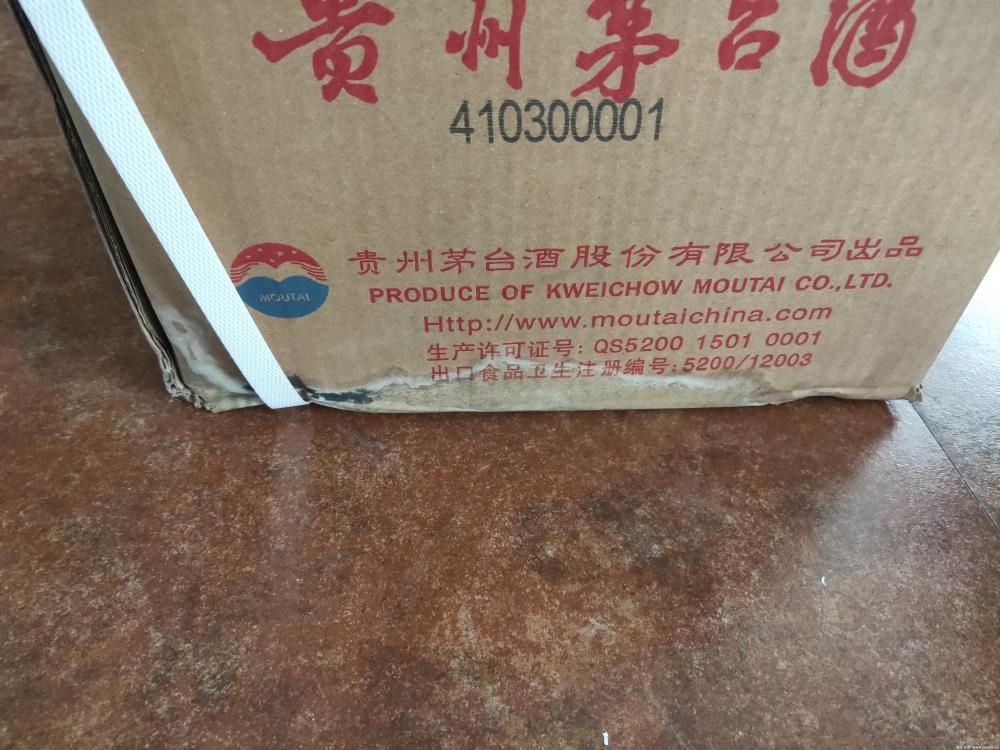 贵州茅台酒
410300001
MOUTAI
贵州茅台酒股份有限公司出品
PRODUCE OF KWEICHOW MOUTAI CO.,LTD.
Http://www.moutaichina.com
生产许可证号: QS5200 1501 0001
出口食品卫生注册编号:5200/12003